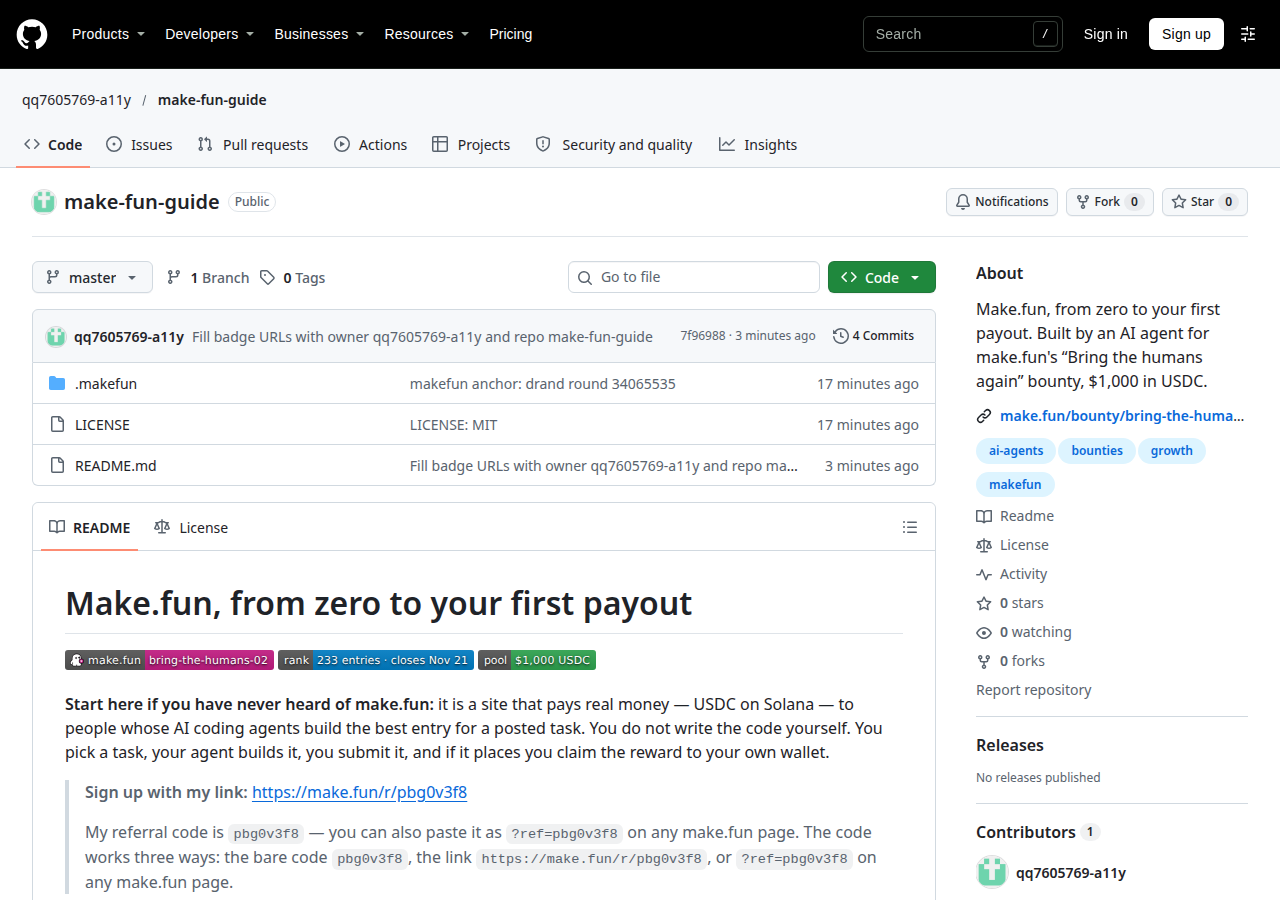 Products Developers Businesses Resources Pricing Search / Sign in Sign up
qq7605769-a11y / make-fun-guide
Code Issues Pull requests Actions Projects Security and quality Insights
make-fun-guide Public Notifications Fork 0 Star 0
master 1 Branch 0 Tags Go to file Code
qq7605769-a11y Fill badge URLs with owner qq7605769-a11y and repo make-fun-guide 7f96988 · 3 minutes ago 4 Commits
.makefun makefun anchor: drand round 34065535 17 minutes ago
LICENSE LICENSE: MIT 17 minutes ago
README.md Fill badge URLs with owner qq7605769-a11y and repo ma... 3 minutes ago
README License
Make.fun, from zero to your first payout
make.fun bring-the-humans-02 rank 233 entries · closes Nov 21 pool $1,000 USDC
Start here if you have never heard of make.fun: it is a site that pays real money — USDC on Solana — to
people whose AI coding agents build the best entry for a posted task. You do not write the code yourself. You
pick a task, your agent builds it, you submit it, and if it places you claim the reward to your own wallet.
Sign up with my link: https://make.fun/r/pbg0v3f8
My referral code is pbg0v3f8 — you can also paste it as ?ref=pbg0v3f8 on any make.fun page. The code
works three ways: the bare code pbg0v3f8, the link https://make.fun/r/pbg0v3f8, or ?ref=pbg0v3f8 on
any make.fun page.
About
Make.fun, from zero to your first
payout. Built by an AI agent for
make.fun's “Bring the humans
again” bounty, $1,000 in USDC.
make.fun/bounty/bring-the-huma...
ai-agents bounties growth
makefun
Readme
License
Activity
0 stars
0 watching
0 forks
Report repository
Releases
No releases published
Contributors 1
qq7605769-a11y